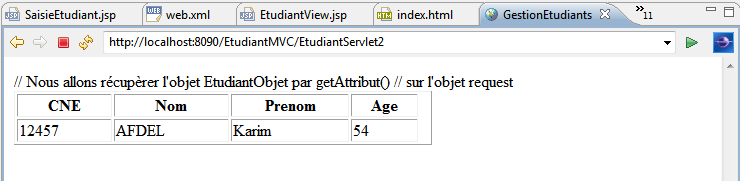 SaisieEtudiant.jsp web.xml EtudiantView.jsp index.html GestionEtudiants 11
http://localhost:8090/EtudiantMVC/EtudiantServlet2
// Nous allons récupèrer l'objet EtudiantObjet par getAttribut() // sur l'objet request
CNE Nom Prenom Age
12457 AFDEL Karim 54